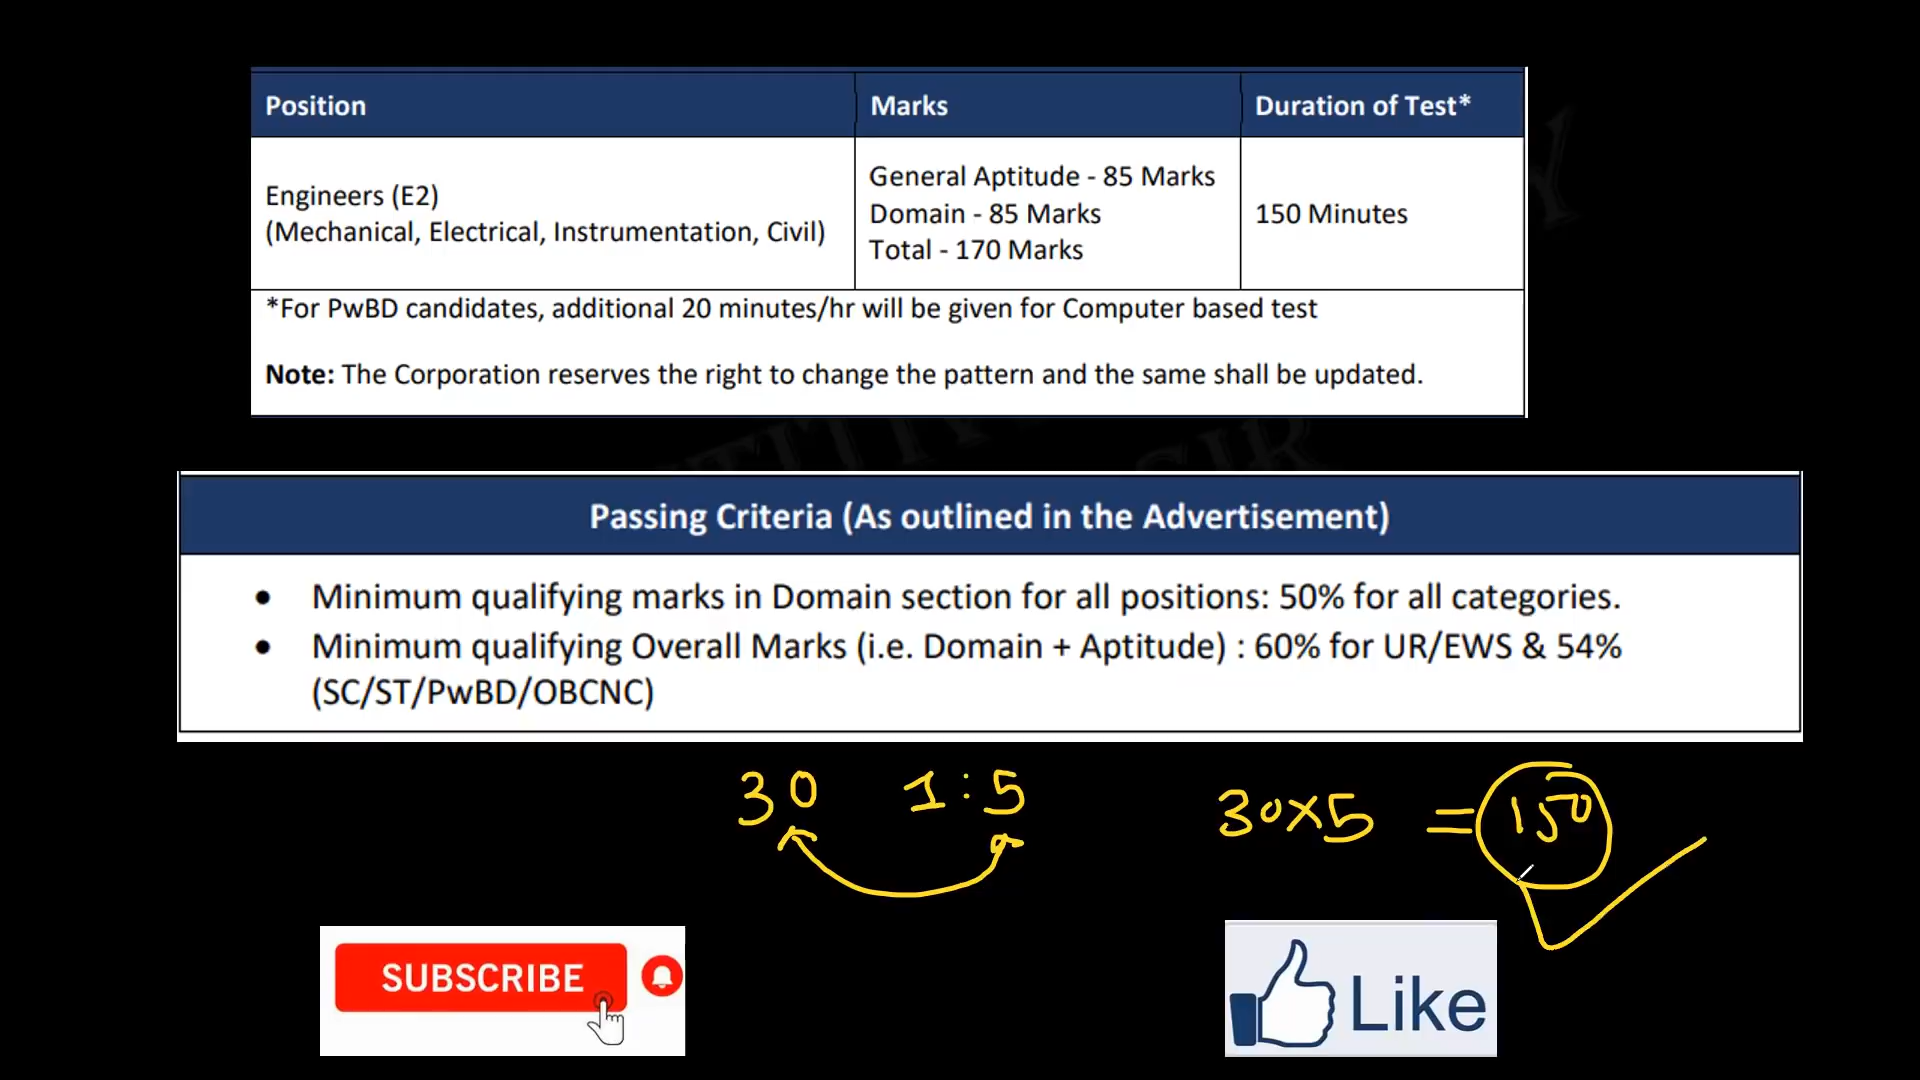 Position Marks Duration of Test*
Engineers (E2)
(Mechanical, Electrical, Instrumentation, Civil)
General Aptitude - 85 Marks
Domain - 85 Marks
Total - 170 Marks
150 Minutes
*For PwBD candidates, additional 20 minutes/hr will be given for Computer based test
Note: The Corporation reserves the right to change the pattern and the same shall be updated.
Passing Criteria (As outlined in the Advertisement)
• Minimum qualifying marks in Domain section for all positions: 50% for all categories.
• Minimum qualifying Overall Marks (i.e. Domain + Aptitude) : 60% for UR/EWS & 54%
(SC/ST/PwBD/OBCNC)
30 1:5 30×5 = 150
SUBSCRIBE
Like